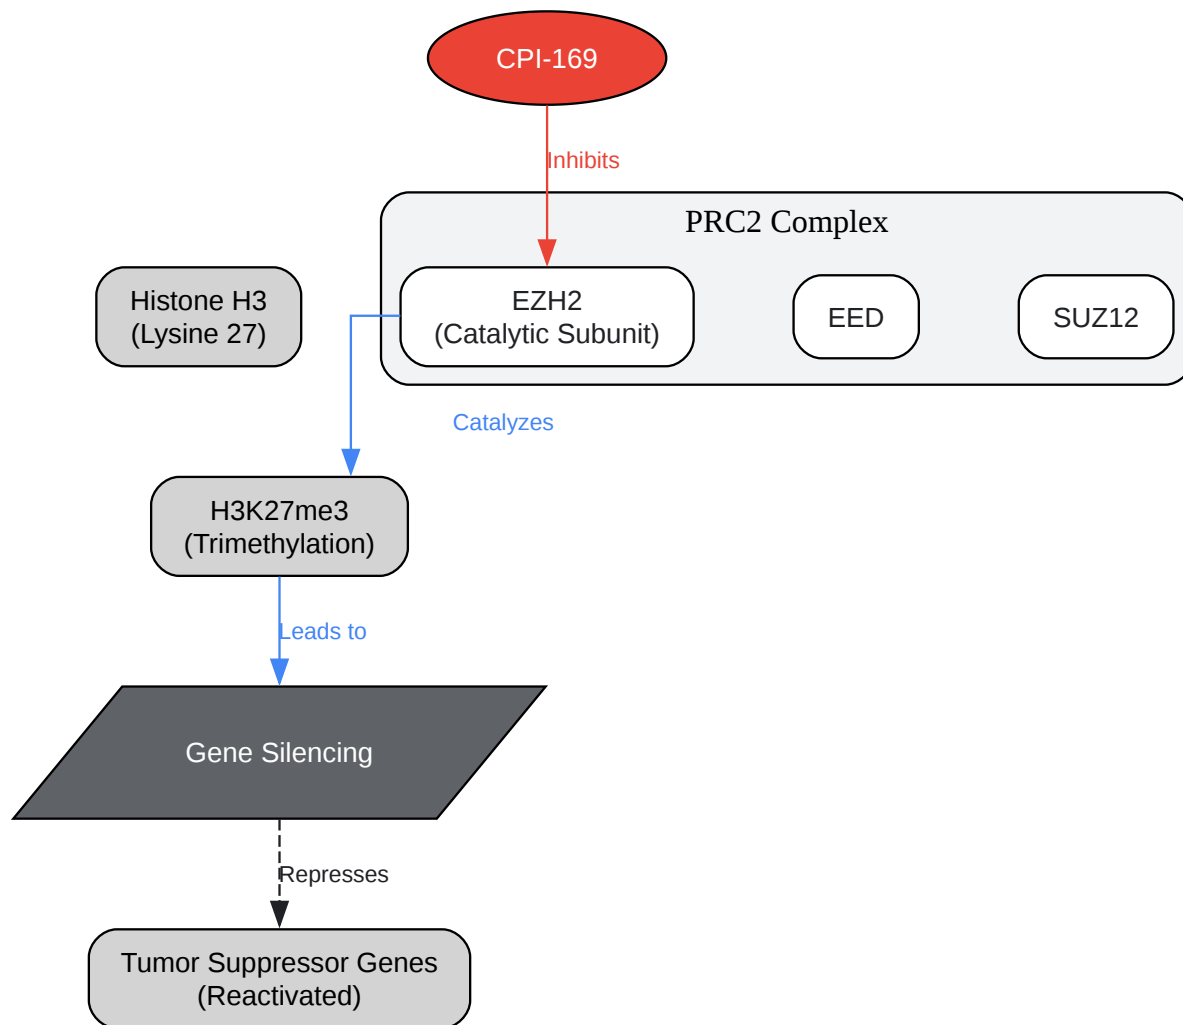 CPI-169
Inhibits
PRC2 Complex
Histone H3
(Lysine 27)
EZH2
(Catalytic Subunit)
EED
SUZ12
Catalyzes
H3K27me3
(Trimethylation)
Leads to
Gene Silencing
Represses
Tumor Suppressor Genes
(Reactivated)